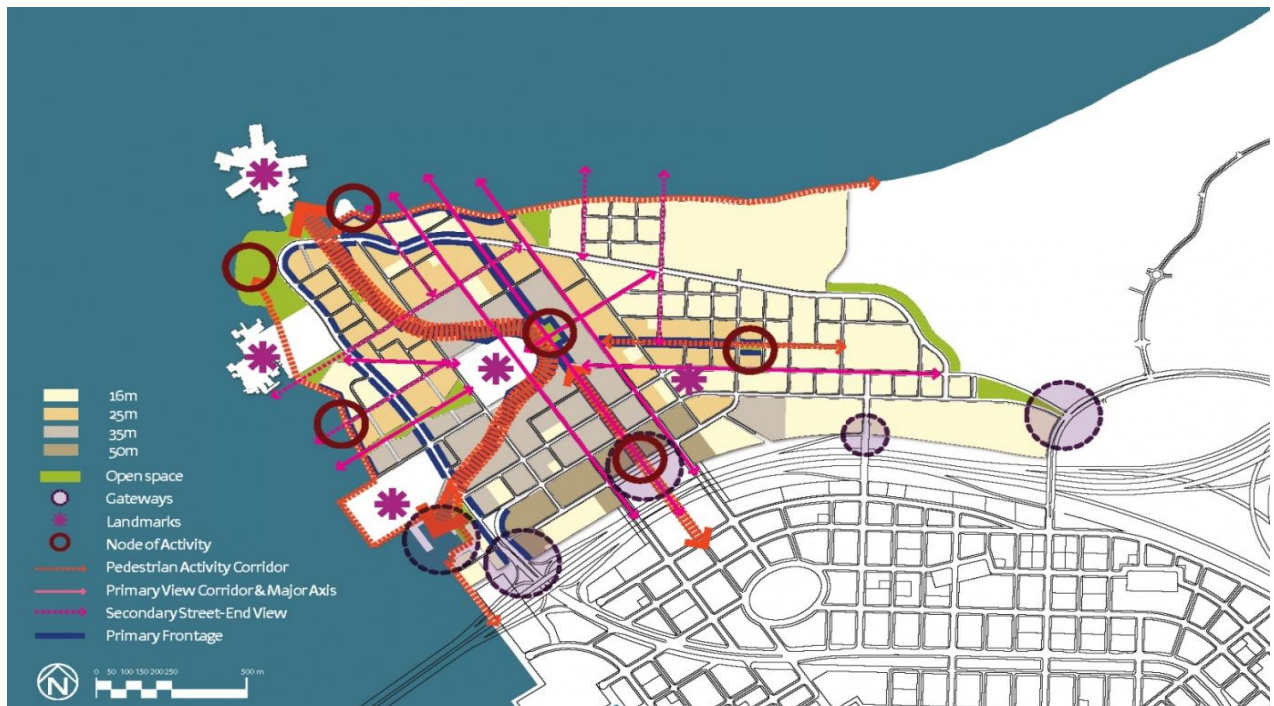 16m
25m
35m
50m
Open space
Gateways
Landmarks
Node of Activity
Pedestrian Activity Corridor
Primary View Corridor & Major Axis
Secondary Street-End View
Primary Frontage
N
0 50 100 150 200 250 500 m